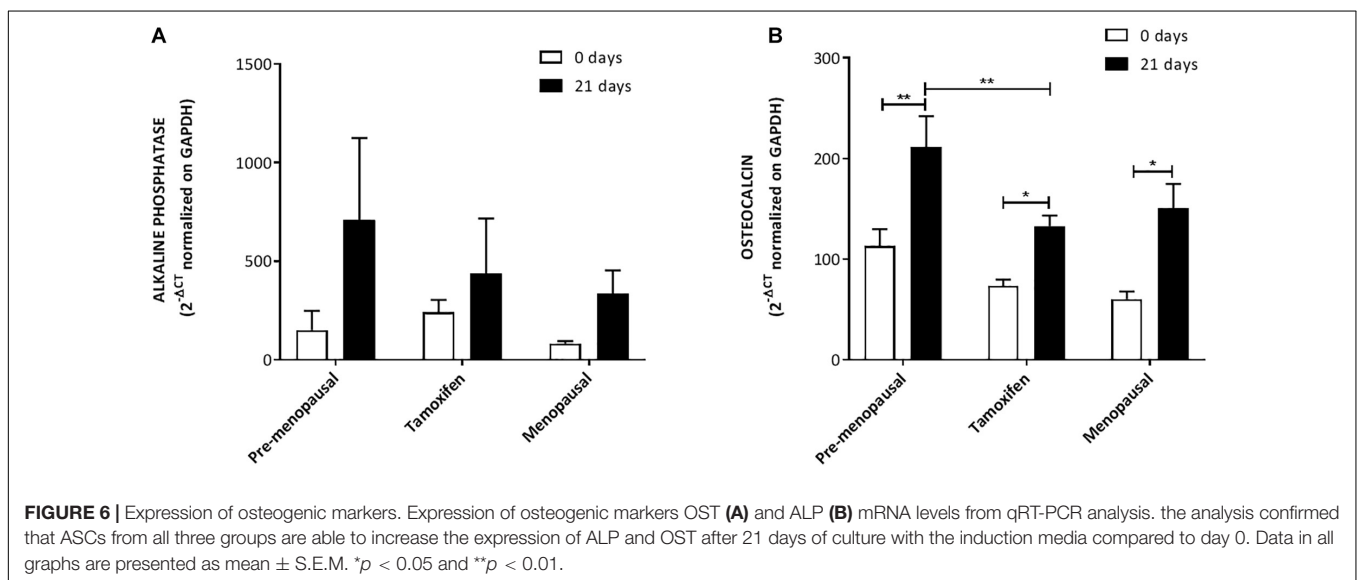 A
0 days
21 days
ALKALINE PHOSPHATASE
(2^-ΔCT normalized on GAPDH)
1500
1000
500
0
Pre-menopausal
Tamoxifen
Menopausal
B
0 days
21 days
OSTEOCALCIN
(2^-ΔCT normalized on GAPDH)
300
200
100
0
**
**
*
*
Pre-menopausal
Tamoxifen
Menopausal
FIGURE 6 | Expression of osteogenic markers. Expression of osteogenic markers OST (A) and ALP (B) mRNA levels from qRT-PCR analysis. the analysis confirmed
that ASCs from all three groups are able to increase the expression of ALP and OST after 21 days of culture with the induction media compared to day 0. Data in all
graphs are presented as mean ± S.E.M. *p < 0.05 and **p < 0.01.